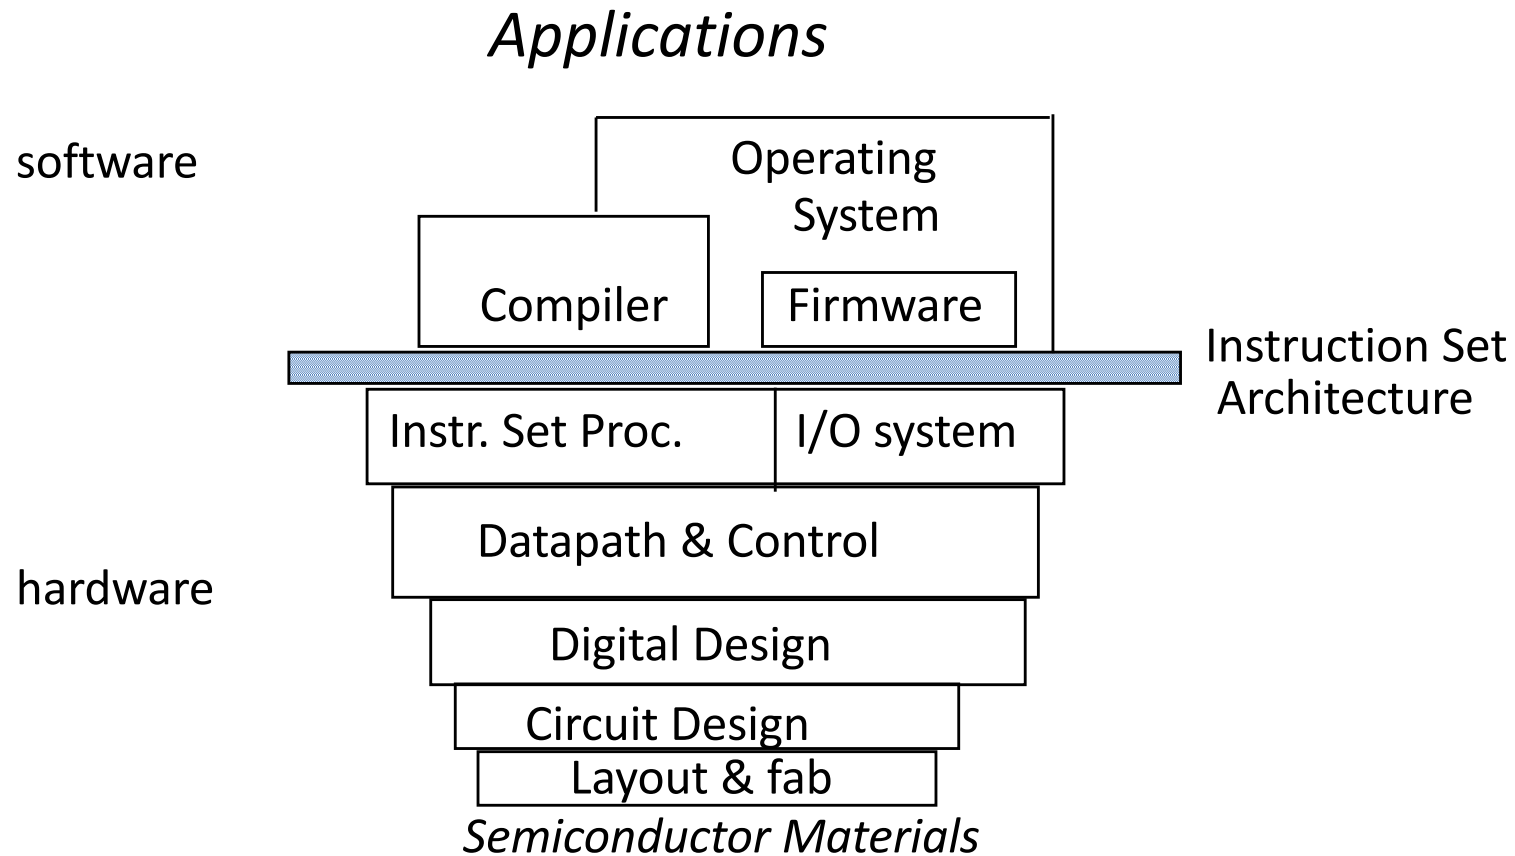 Applications
software
Operating
System
Compiler
Firmware
Instruction Set
Architecture
Instr. Set Proc.
I/O system
Datapath & Control
hardware
Digital Design
Circuit Design
Layout & fab
Semiconductor Materials